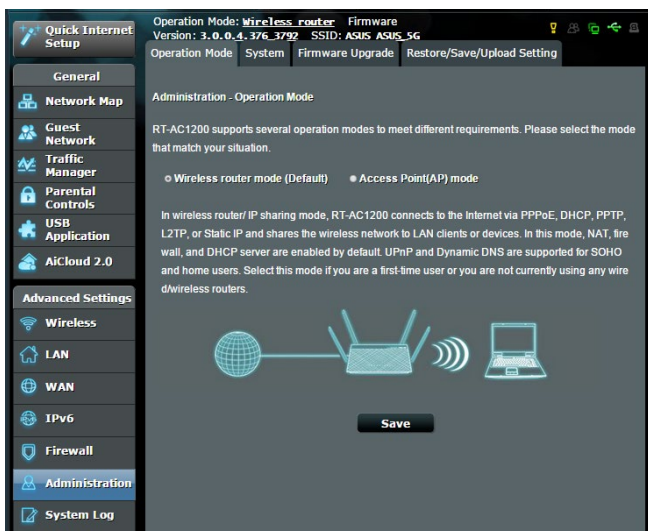 Quick Internet
Setup
General
Network Map
Guest
Network
Traffic
Manager
Parental
Controls
USB
Application
AiCloud 2.0
Advanced Settings
Wireless
LAN
WAN
IPv6
Firewall
Administration
System Log
Operation Mode: Wireless router Firmware
Version: 3.0.0.4.376_3792 SSID: ASUS ASUS_5G
Operation Mode System Firmware Upgrade Restore/Save/Upload Setting
Administration - Operation Mode
RT-AC1200 supports several operation modes to meet different requirements. Please select the mode
that match your situation.
Wireless router mode (Default) Access Point(AP) mode
In wireless router/ IP sharing mode, RT-AC1200 connects to the Internet via PPPoE, DHCP, PPTP,
L2TP, or Static IP and shares the wireless network to LAN clients or devices. In this mode, NAT, fire
wall, and DHCP server are enabled by default. UPnP and Dynamic DNS are supported for SOHO
and home users. Select this mode if you are a first-time user or you are not currently using any wire
d/wireless routers.
Save